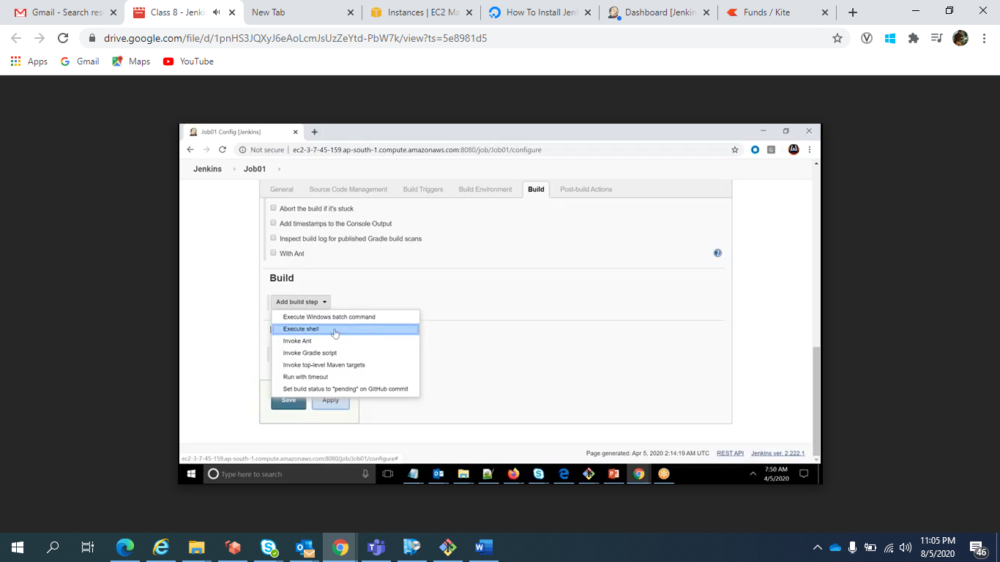 Gmail - Search res
Class 8 - Jenki
New Tab
Instances | EC2 Ma
How To Install Jen
Dashboard [Jenkin
Funds / Kite
drive.google.com/file/d/1pnHS3JQXyJ6eAoLcmJsUzZeYtd-PbW7k/view?ts=5e8981d5
Apps
Gmail
Maps
YouTube
Job01 Config [Jenkins]
Not secure | ec2-3-7-45-159.ap-south-1.compute.amazonaws.com:8080/job/Job01/configure
G
Jenkins
Job01
General
Source Code Management
Build Triggers
Build Environment
Build
Post-build Actions
Abort the build if it's stuck
Add timestamps to the Console Output
Inspect build log for published Gradle build scans
With Ant
Build
Add build step
Execute Windows batch command
Execute shell
Invoke Ant
Invoke Gradle script
Invoke top-level Maven targets
Run with timeout
Set build status to "pending" on GitHub commit
Save
Apply
Page generated: Apr 5, 2020 2:14:19 AM UTC
REST API
Jenkins ver. 2.222.1
ec2-3-7-45-159.ap-south-1.compute.amazonaws.com:8080/job/Job01/configure#
Type here to search
7:50 AM
4/5/2020
11:05 PM
8/5/2020
46